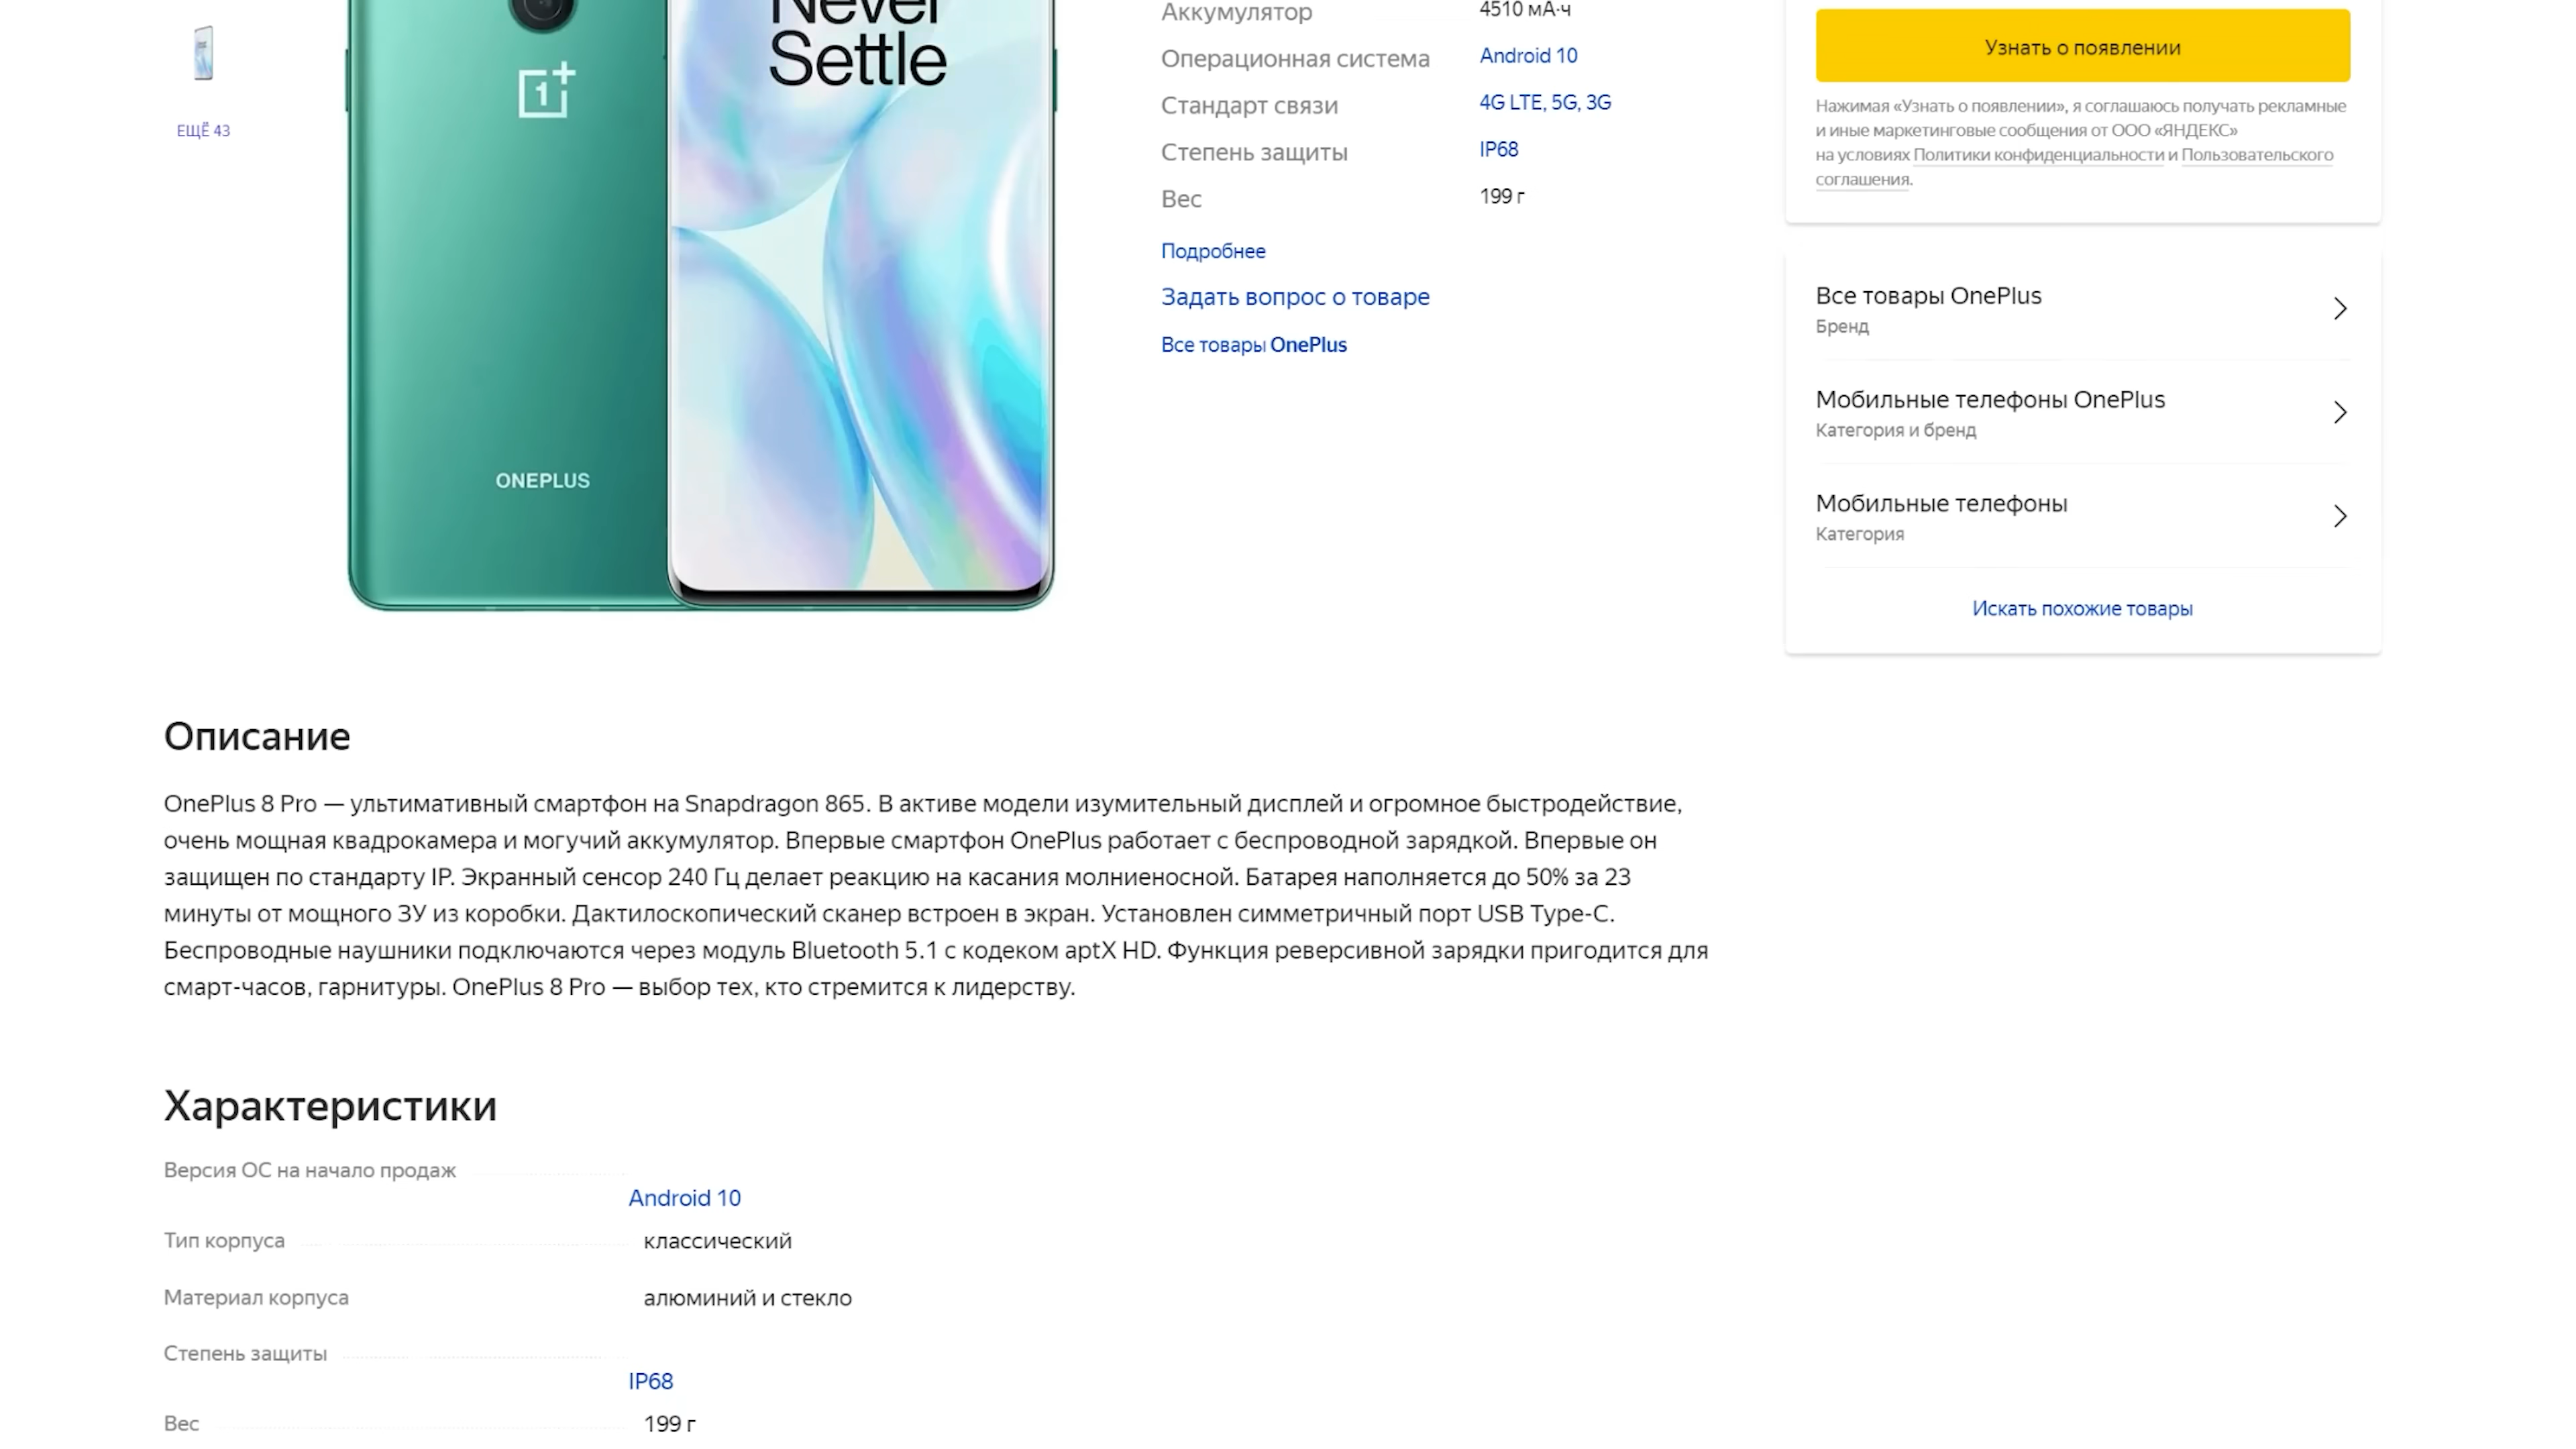 ЕЩЁ 43
Never
Settle
ONEPLUS
Аккумулятор 4510 мА·ч
Операционная система Android 10
Стандарт связи 4G LTE, 5G, 3G
Степень защиты IP68
Вес 199 г
Подробнее
Задать вопрос о товаре
Все товары OnePlus
Узнать о появлении
Нажимая «Узнать о появлении», я соглашаюсь получать рекламные
и иные маркетинговые сообщения от ООО «ЯНДЕКС»
на условиях Политики конфиденциальности и Пользовательского
соглашения.
Все товары OnePlus
Бренд
Мобильные телефоны OnePlus
Категория и бренд
Мобильные телефоны
Категория
Искать похожие товары
Описание
OnePlus 8 Pro — ультимативный смартфон на Snapdragon 865. В активе модели изумительный дисплей и огромное быстродействие,
очень мощная квадрокамера и могучий аккумулятор. Впервые смартфон OnePlus работает с беспроводной зарядкой. Впервые он
защищен по стандарту IP. Экранный сенсор 240 Гц делает реакцию на касания молниеносной. Батарея наполняется до 50% за 23
минуты от мощного ЗУ из коробки. Дактилоскопический сканер встроен в экран. Установлен симметричный порт USB Type-C.
Беспроводные наушники подключаются через модуль Bluetooth 5.1 с кодеком aptX HD. Функция реверсивной зарядки пригодится для
смарт-часов, гарнитуры. OnePlus 8 Pro — выбор тех, кто стремится к лидерству.
Характеристики
Версия ОС на начало продаж
Android 10
Тип корпуса классический
Материал корпуса алюминий и стекло
Степень защиты
IP68
Вес 199 г